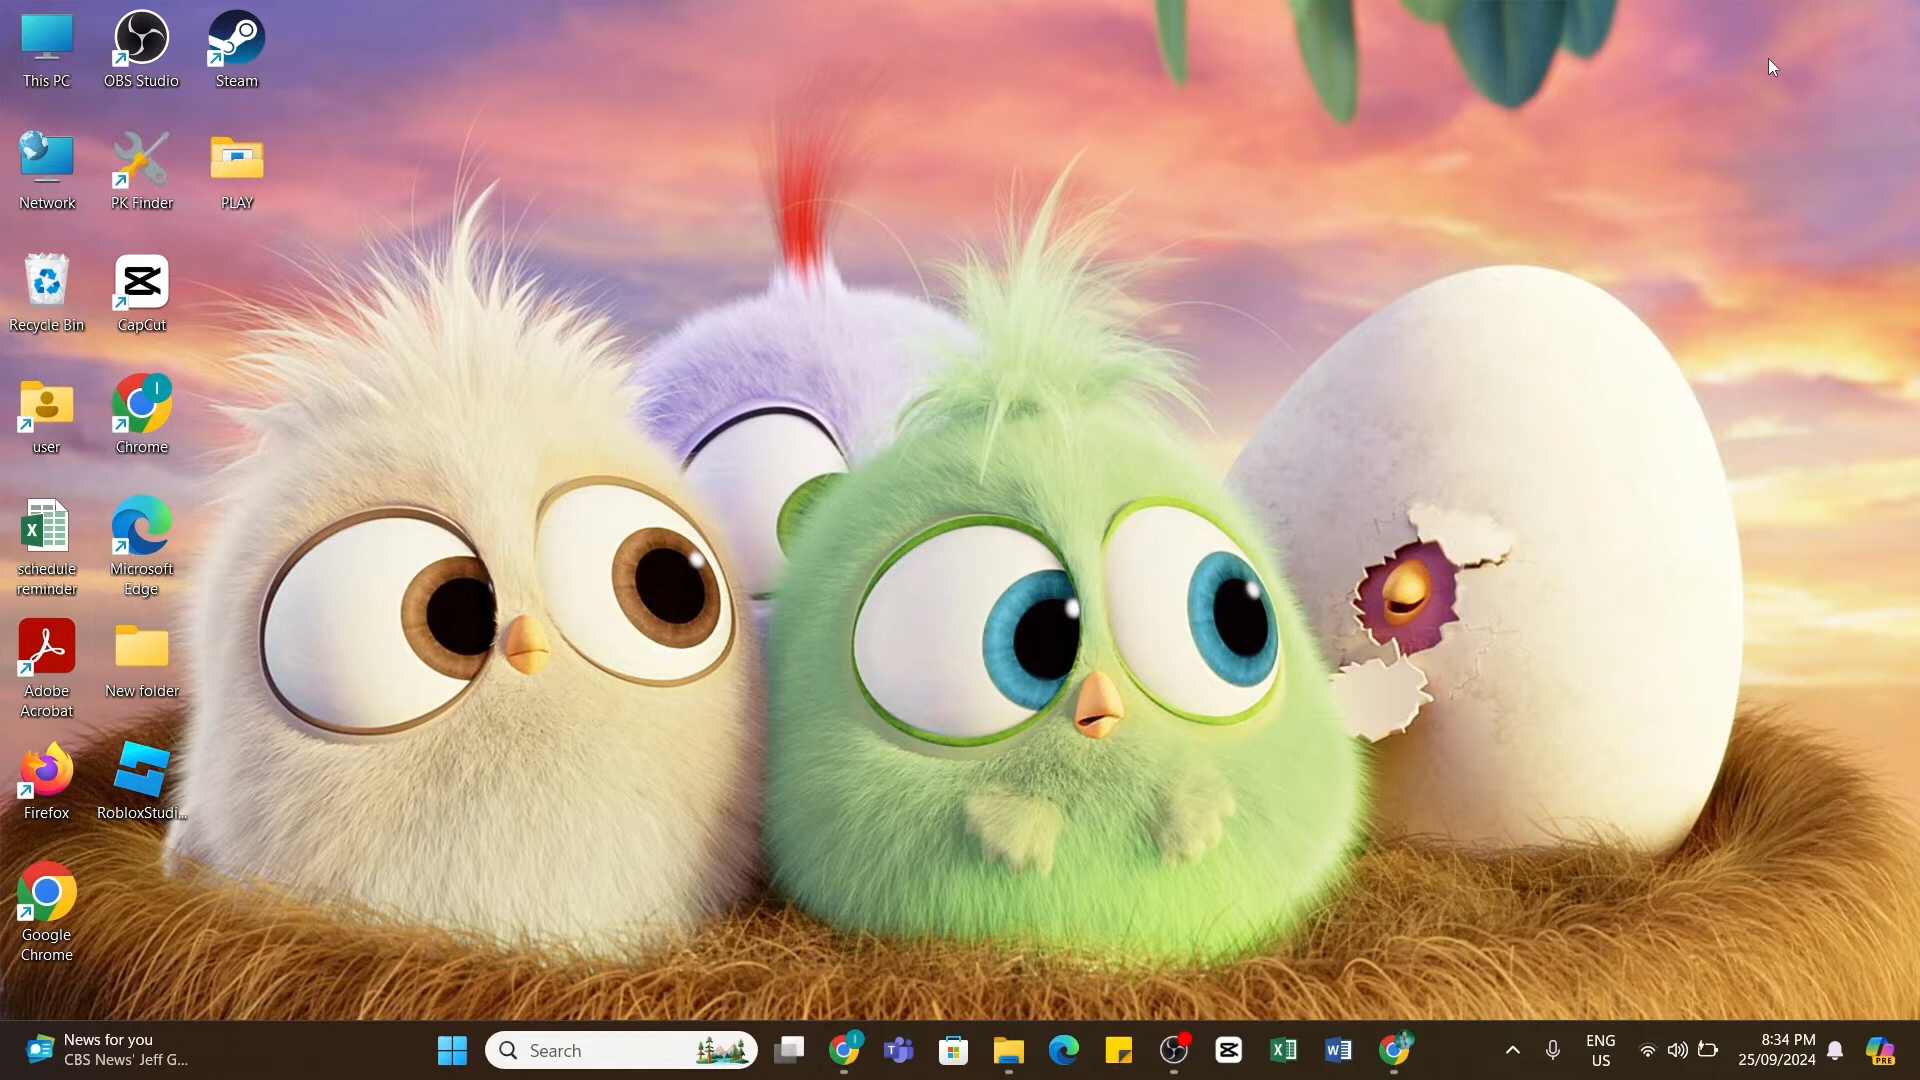 This PC
OBS Studio
Steam
Network
PK Finder
PLAY
Recycle Bin
CapCut
user
Chrome
schedule
reminder
Microsoft
Edge
Adobe
Acrobat
New folder
Firefox
RobloxStudi...
Google
Chrome
News for you
CBS News' Jeff G...
Search
ENG
US
8:34 PM
25/09/2024
PRE